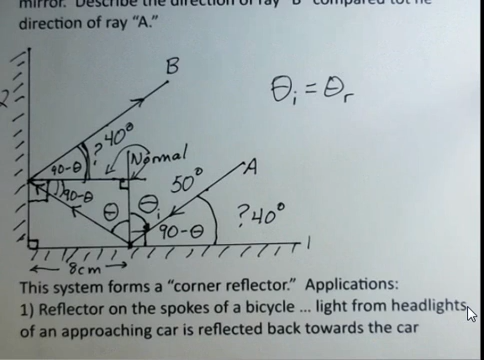 mirror. Describe the direction of ray "B" compared to the
direction of ray "A."
B
θi = θr
?40°
90-θ
Normal
A
90-θ
50°
θ
θi
?40°
90-θ
1
8cm
This system forms a "corner reflector." Applications:
1) Reflector on the spokes of a bicycle ... light from headlights
of an approaching car is reflected back towards the car